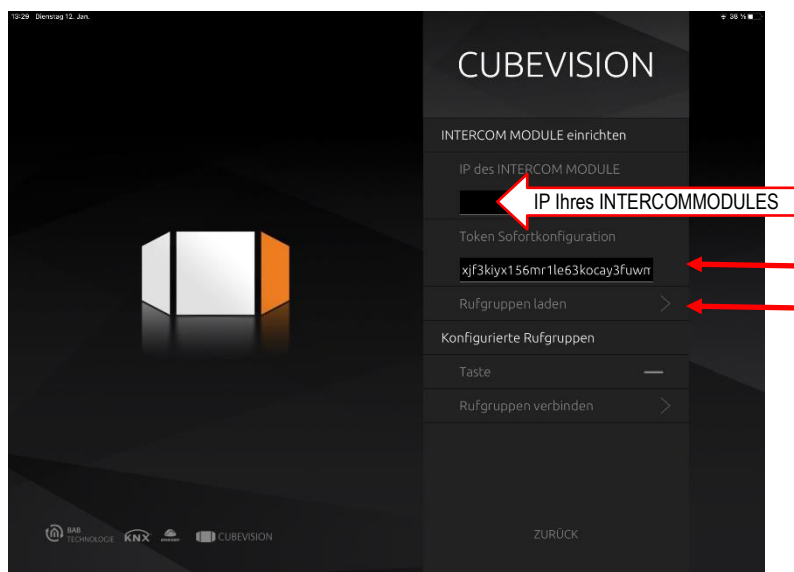 13:29 Dienstag 12. Jan.
38 %
CUBEVISION
INTERCOM MODULE einrichten
IP des INTERCOM MODULE
IP Ihres INTERCOMMODULES
Token Sofortkonfiguration
xjf3kiyx156mr1le63kocay3fuwm
Rufgruppen laden
Konfigurierte Rufgruppen
Taste
Rufgruppen verbinden
BAB
TECHNOLOGIE KNX CUBEVISION
ZURÜCK